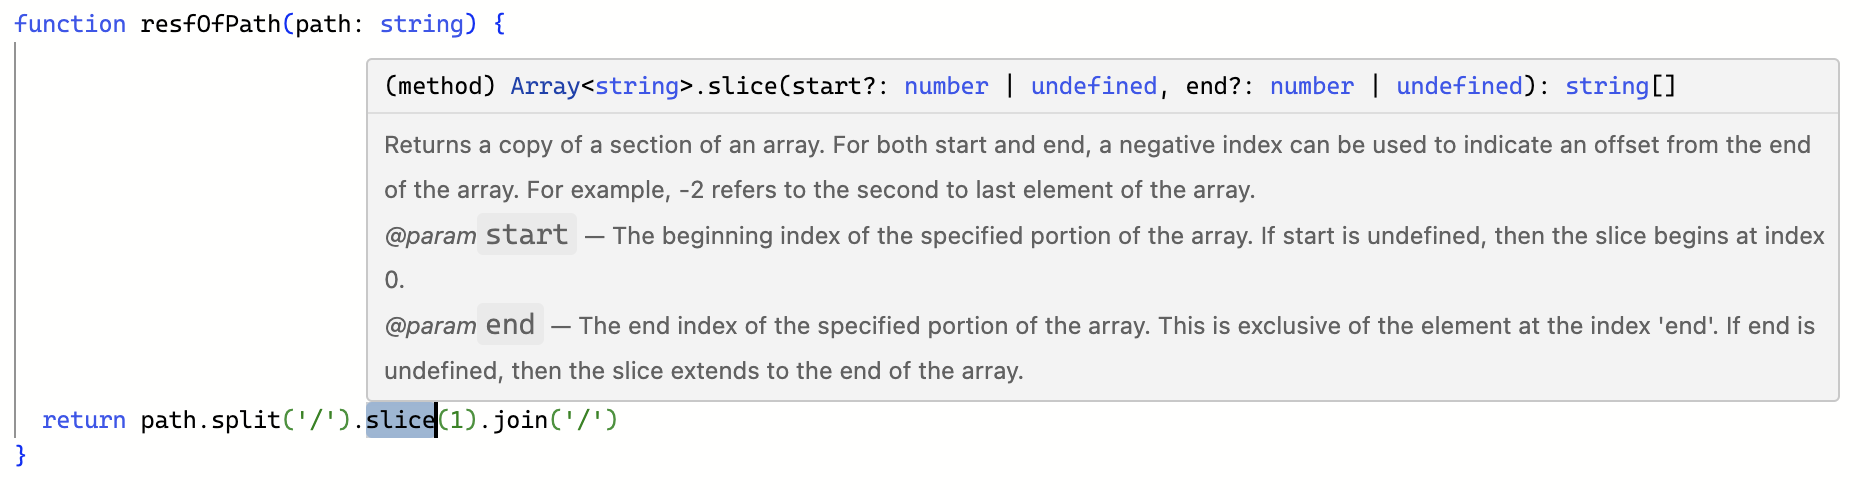 function resfOfPath(path: string) {
(method) Array<string>.slice(start?: number | undefined, end?: number | undefined): string[]
Returns a copy of a section of an array. For both start and end, a negative index can be used to indicate an offset from the end
of the array. For example, -2 refers to the second to last element of the array.
@param start — The beginning index of the specified portion of the array. If start is undefined, then the slice begins at index
0.
@param end — The end index of the specified portion of the array. This is exclusive of the element at the index 'end'. If end is
undefined, then the slice extends to the end of the array.
return path.split('/').slice(1).join('/')
}